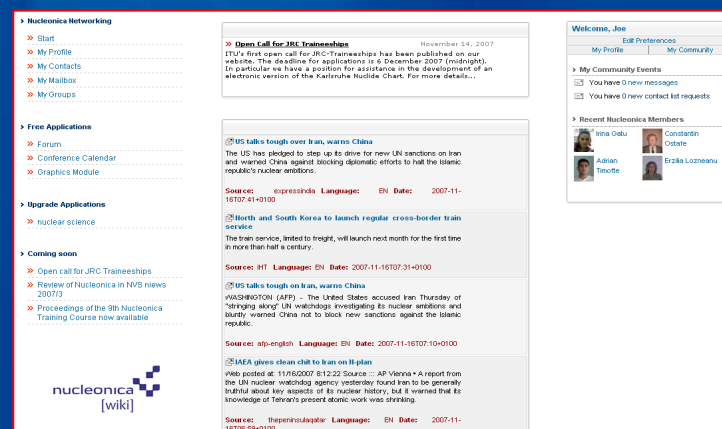 Nucleonica Networking
Start
My Profile
My Contacts
My Mailbox
My Groups
Free Applications
Forum
Conference Calendar
Graphics Module
Upgrade Applications
nuclear science
Coming soon
Open call for JRC Traineeships
Review of Nucleonica in NVS niews
2007/3
Proceedings of the 9th Nucleonica
Training Course now available
nucleonica
[wiki]
Open Call for JRC Traineeships November 14, 2007
ITU's first open call for JRC-Traineeships has been published on our
website. The deadline for applications is 6 December 2007 (midnight).
In particular we have a position for assistance in the development of an
electronic version of the Karlsruhe Nuclide Chart. For more details...
US talks tough over Iran, warns China
The US has pledged to step up its drive for new UN sanctions on Iran
and warned China against blocking diplomatic efforts to halt the Islamic
republic's nuclear ambitions.
Source: expressindia Language: EN Date: 2007-11-
16T07:41+0100
North and South Korea to launch regular cross-border train
service
The train service, limited to freight, will launch next month for the first time
in more than half a century.
Source: IHT Language: EN Date: 2007-11-16T07:31+0100
US talks tough on Iran, warns China
WASHINGTON (AFP) - The United States accused Iran Thursday of
"stringing along" UN watchdogs investigating its nuclear ambitions and
bluntly warned China not to block new sanctions against the Islamic
republic.
Source: afp-english Language: EN Date: 2007-11-16T07:10+0100
IAEA gives clean chit to Iran on N-plan
Web posted at: 11/16/2007 8:12:22 Source ::: AP Vienna • A report from
the UN nuclear watchdog agency yesterday found Iran to be generally
truthful about key aspects of its nuclear history, but it warned that its
knowledge of Tehran's present atomic work was shrinking.
Source: thepeninsulaqatar Language: EN Date: 2007-11-
16T06:59+0100
Welcome, Joe
Edit Preferences
My Profile My Community
My Community Events
You have 0 new messages
You have 0 new contact list requests
Recent Nucleonica Members
Irina Gatu
Constantin
Ostafe
Adrian
Timofte
Erzilia Lozneanu